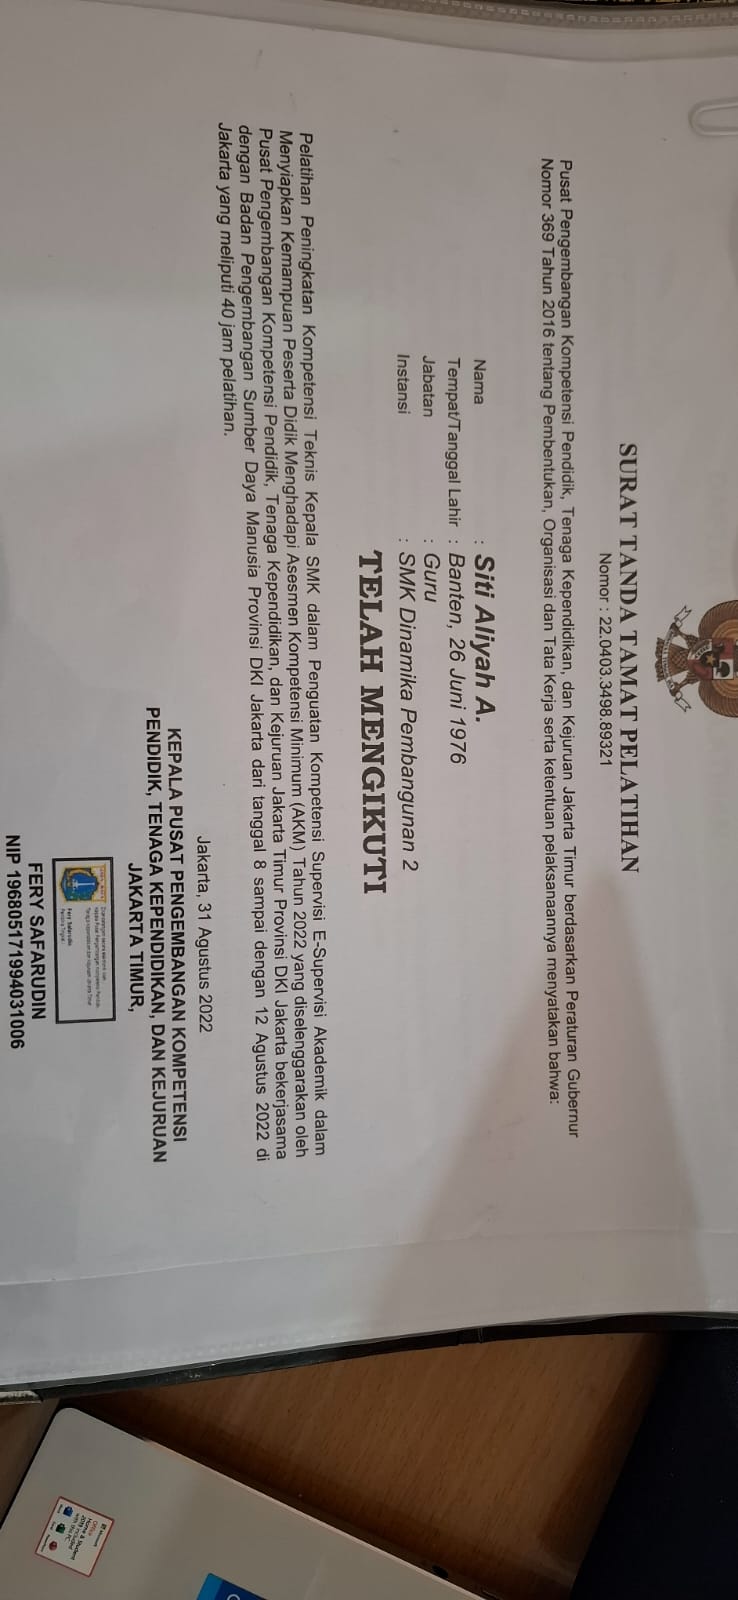 SURAT TANDA TAMAT PELATIHAN
Nomor : 22.0403.3498.89321
Pusat Pengembangan Kompetensi Pendidik, Tenaga Kependidikan, dan Kejuruan Jakarta Timur berdasarkan Peraturan Gubernur
Nomor 369 Tahun 2016 tentang Pembentukan, Organisasi dan Tata Kerja serta ketentuan pelaksanaannya menyatakan bahwa:
Nama : Siti Aliyah A.
Tempat/Tanggal Lahir : Banten, 26 Juni 1976
Jabatan : Guru
Instansi : SMK Dinamika Pembangunan 2
TELAH MENGIKUTI
Pelatihan Peningkatan Kompetensi Teknis Kepala SMK dalam Penguatan Kompetensi Supervisi E-Supervisi Akademik dalam
Menyiapkan Kemampuan Peserta Didik Menghadapi Asesmen Kompetensi Minimum (AKM) Tahun 2022 yang diselenggarakan oleh
Pusat Pengembangan Kompetensi Pendidik, Tenaga Kependidikan, dan Kejuruan Jakarta Timur Provinsi DKI Jakarta bekerjasama
dengan Badan Pengembangan Sumber Daya Manusia Provinsi DKI Jakarta dari tanggal 8 sampai dengan 12 Agustus 2022 di
Jakarta yang meliputi 40 jam pelatihan.
Jakarta, 31 Agustus 2022
KEPALA PUSAT PENGEMBANGAN KOMPETENSI
PENDIDIK, TENAGA KEPENDIDIKAN, DAN KEJURUAN
JAKARTA TIMUR,
Fery Safarudin
FERY SAFARUDIN
NIP 196805171994031006
Office
Home & Student